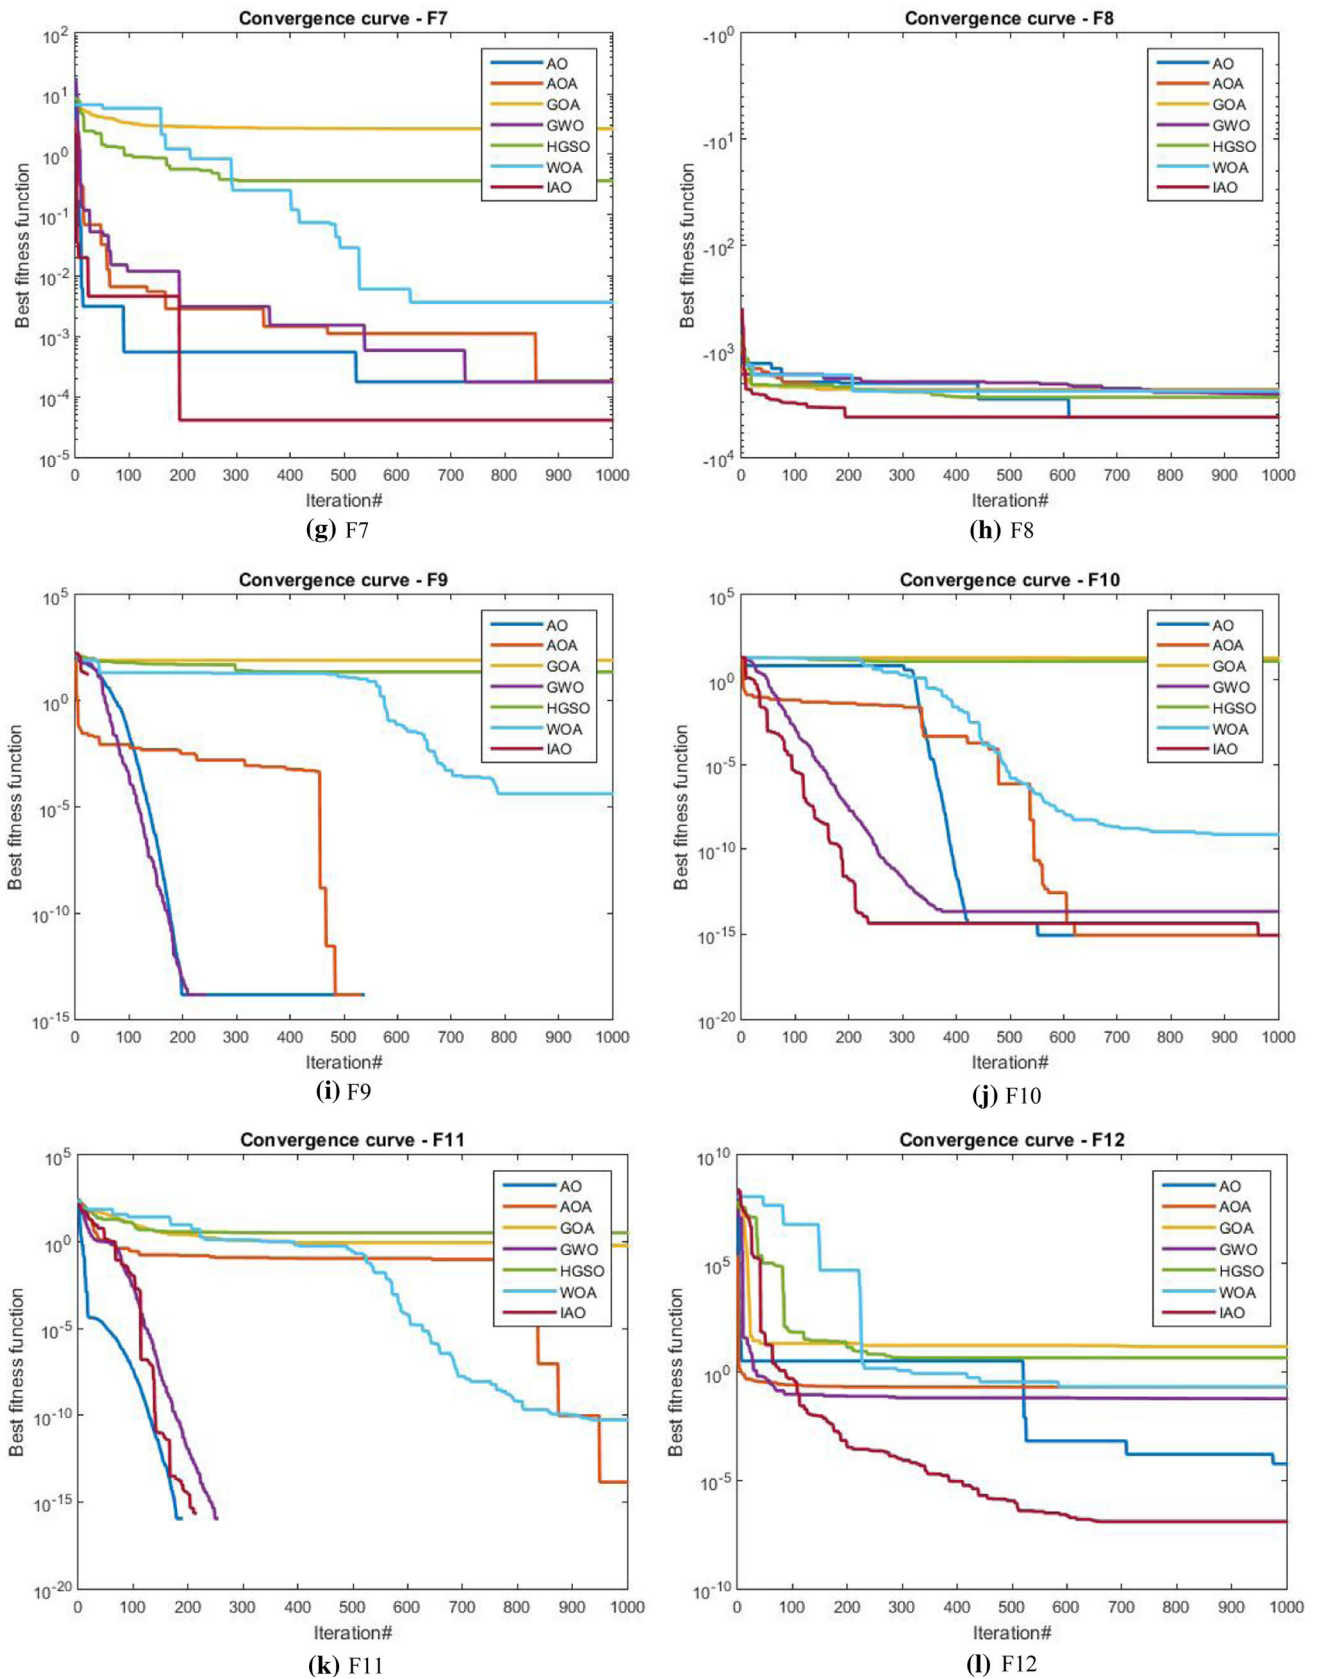 Convergence curve - F7
10^2
10^1
10^0
10^-1
10^-2
10^-3
10^-4
10^-5
Best fitness function
AO
AOA
GOA
GWO
HGSO
WOA
IAO
0 100 200 300 400 500 600 700 800 900 1000
Iteration#
(g) F7
Convergence curve - F8
-10^0
-10^1
-10^2
-10^3
-10^4
Best fitness function
AO
AOA
GOA
GWO
HGSO
WOA
IAO
0 100 200 300 400 500 600 700 800 900 1000
Iteration#
(h) F8
Convergence curve - F9
10^5
10^0
10^-5
10^-10
10^-15
Best fitness function
AO
AOA
GOA
GWO
HGSO
WOA
IAO
0 100 200 300 400 500 600 700 800 900 1000
Iteration#
(i) F9
Convergence curve - F10
10^5
10^0
10^-5
10^-10
10^-15
10^-20
Best fitness function
AO
AOA
GOA
GWO
HGSO
WOA
IAO
0 100 200 300 400 500 600 700 800 900 1000
Iteration#
(j) F10
Convergence curve - F11
10^5
10^0
10^-5
10^-10
10^-15
10^-20
Best fitness function
AO
AOA
GOA
GWO
HGSO
WOA
IAO
0 100 200 300 400 500 600 700 800 900 1000
Iteration#
(k) F11
Convergence curve - F12
10^10
10^5
10^0
10^-5
10^-10
Best fitness function
AO
AOA
GOA
GWO
HGSO
WOA
IAO
0 100 200 300 400 500 600 700 800 900 1000
Iteration#
(l) F12